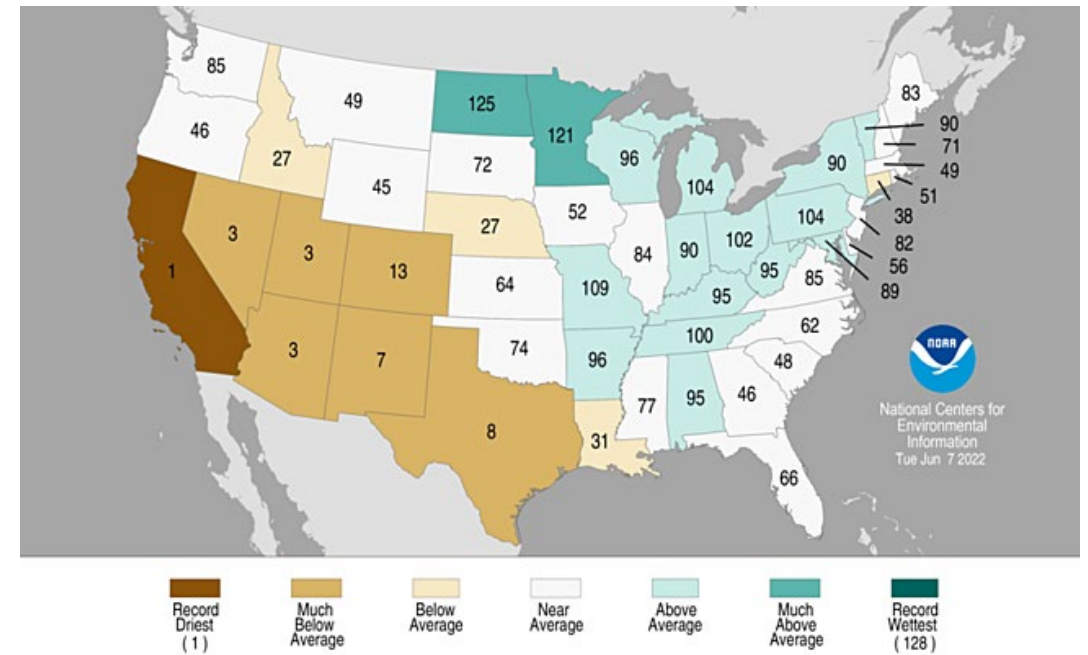 85
46
27
49
45
125
72
27
64
74
121
52
109
96
31
96
84
77
104
90
102
95
100
95
46
48
62
85
95
104
90
83
90
71
49
51
38
82
56
89
1
3
3
13
3
7
8
66
NOAA
National Centers for
Environmental
Information
Tue Jun 7 2022
Record
Driest
(1)
Much
Below
Average
Below
Average
Near
Average
Above
Average
Much
Above
Average
Record
Wettest
(128)